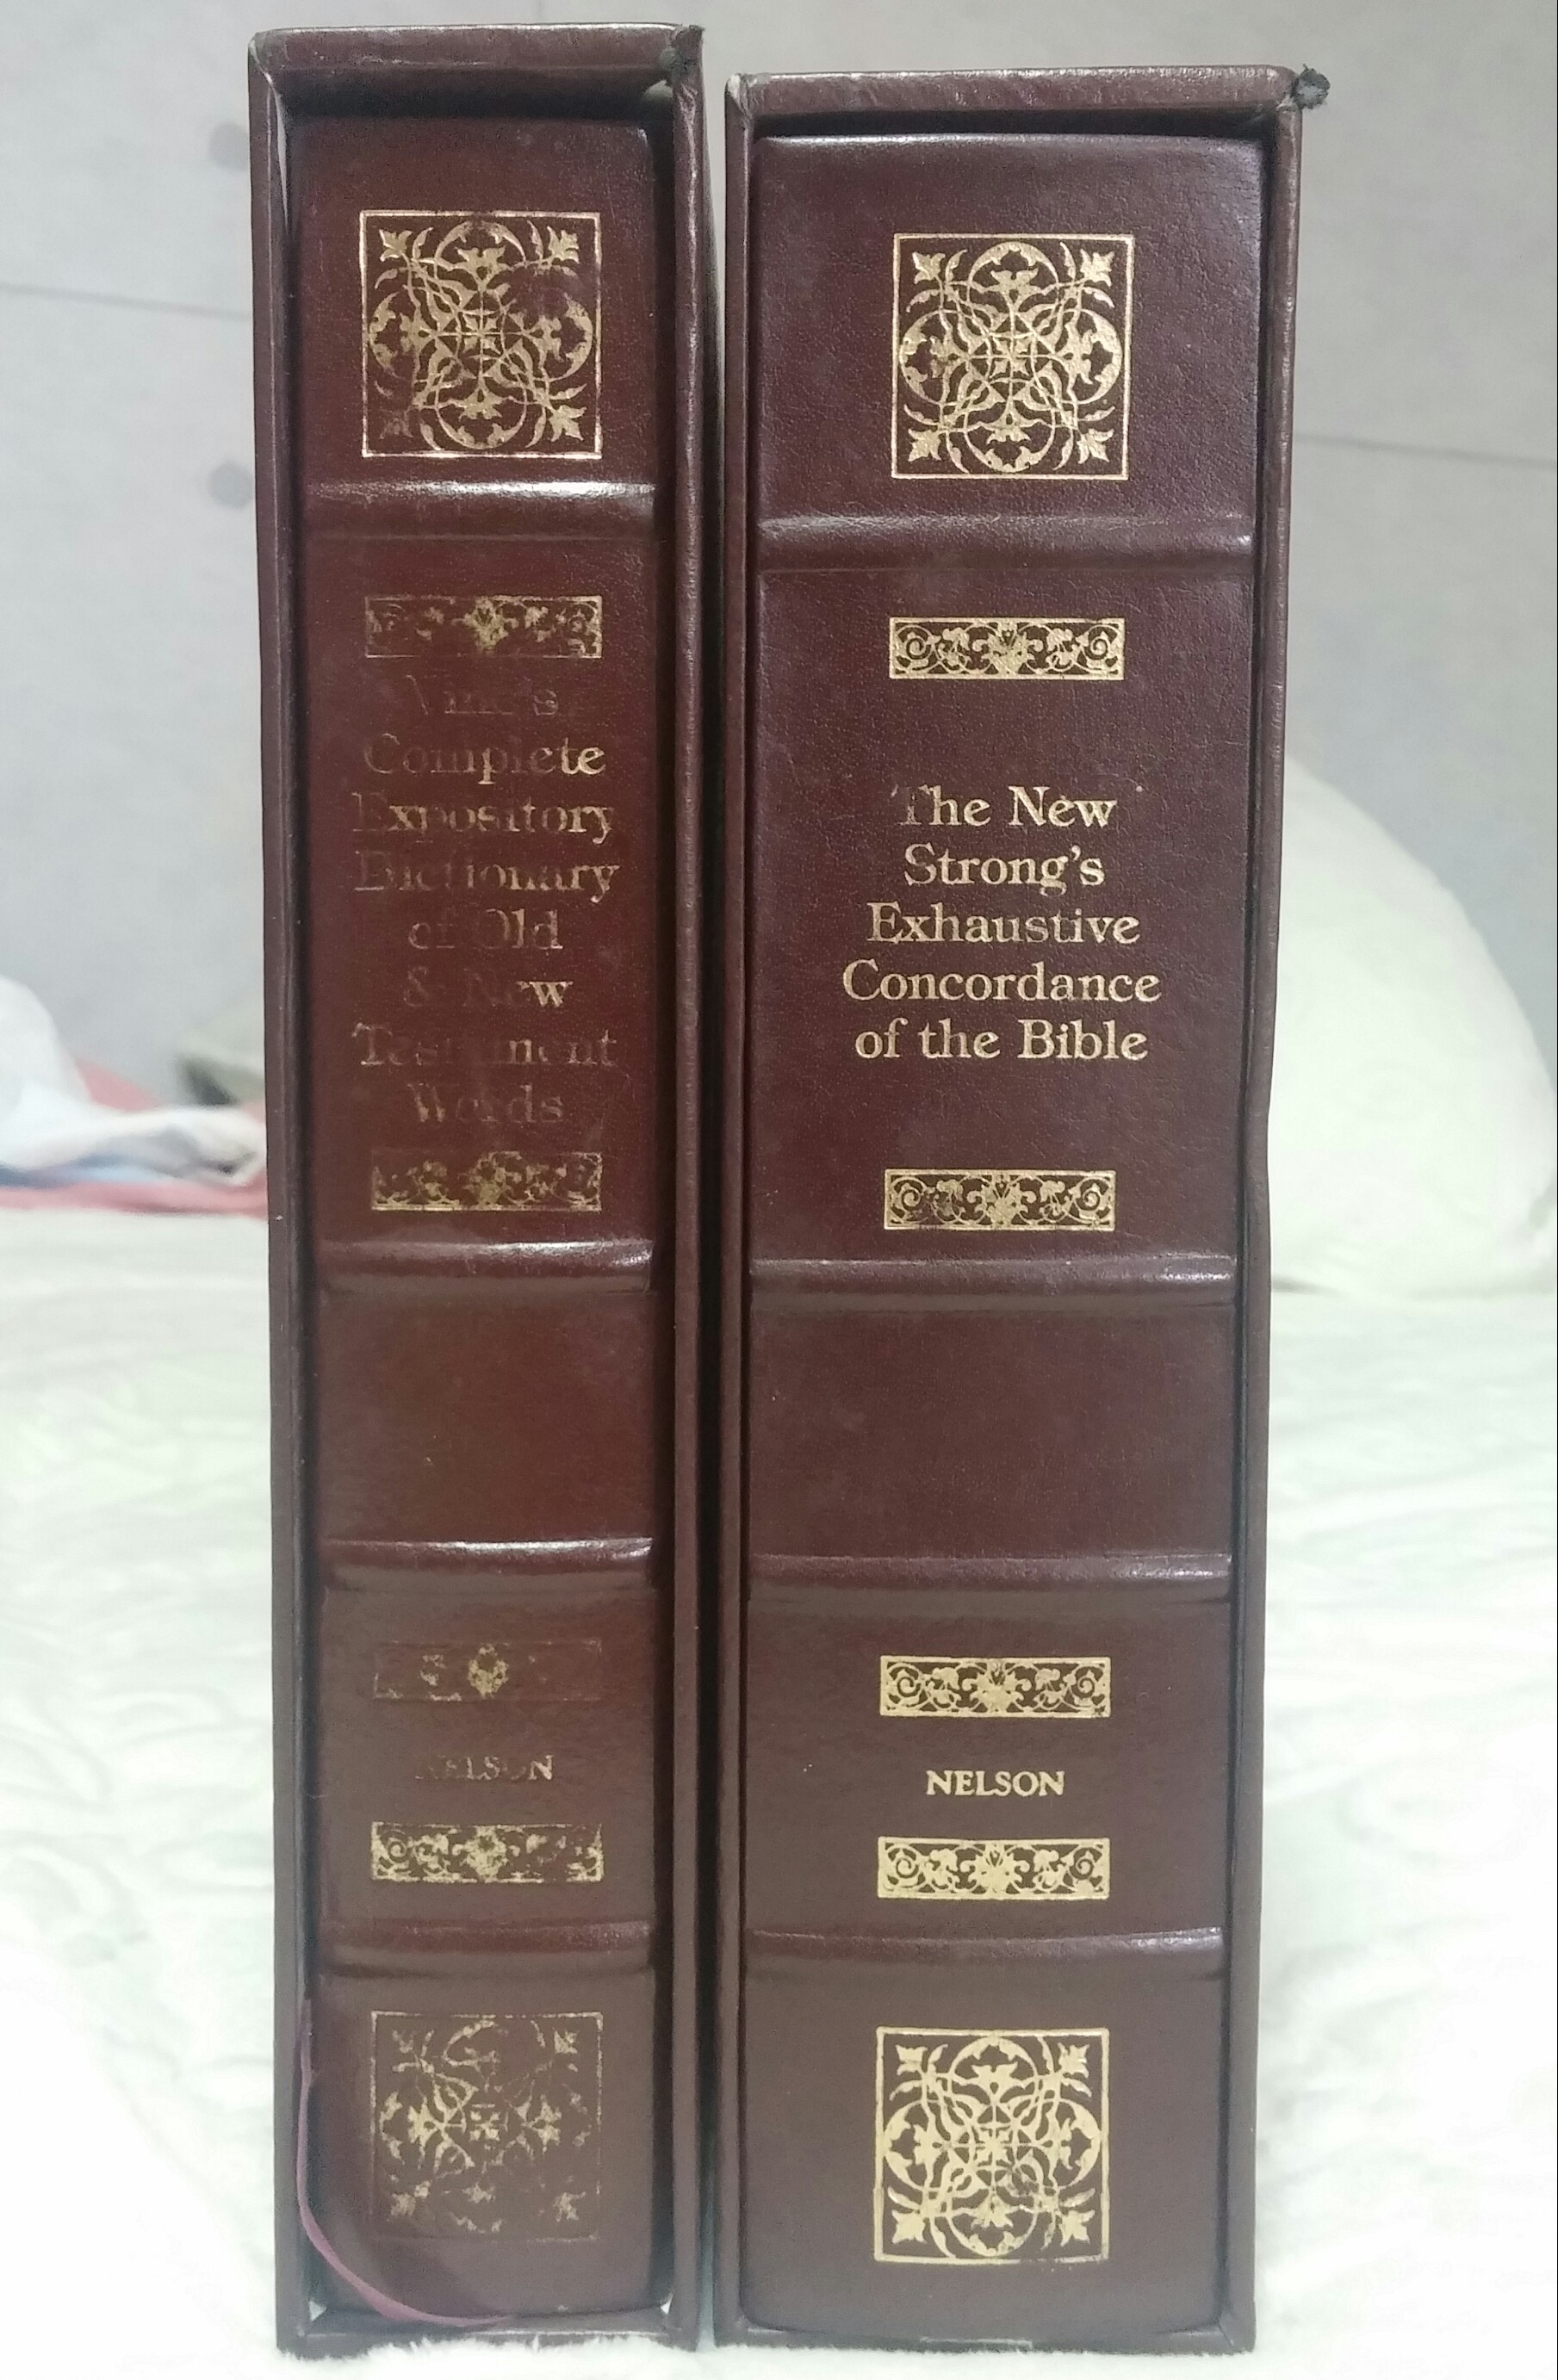 Vine's
Complete
Expository
Dictionary
of Old
& New
Testament
Words
NELSON
The New
Strong's
Exhaustive
Concordance
of the Bible
NELSON